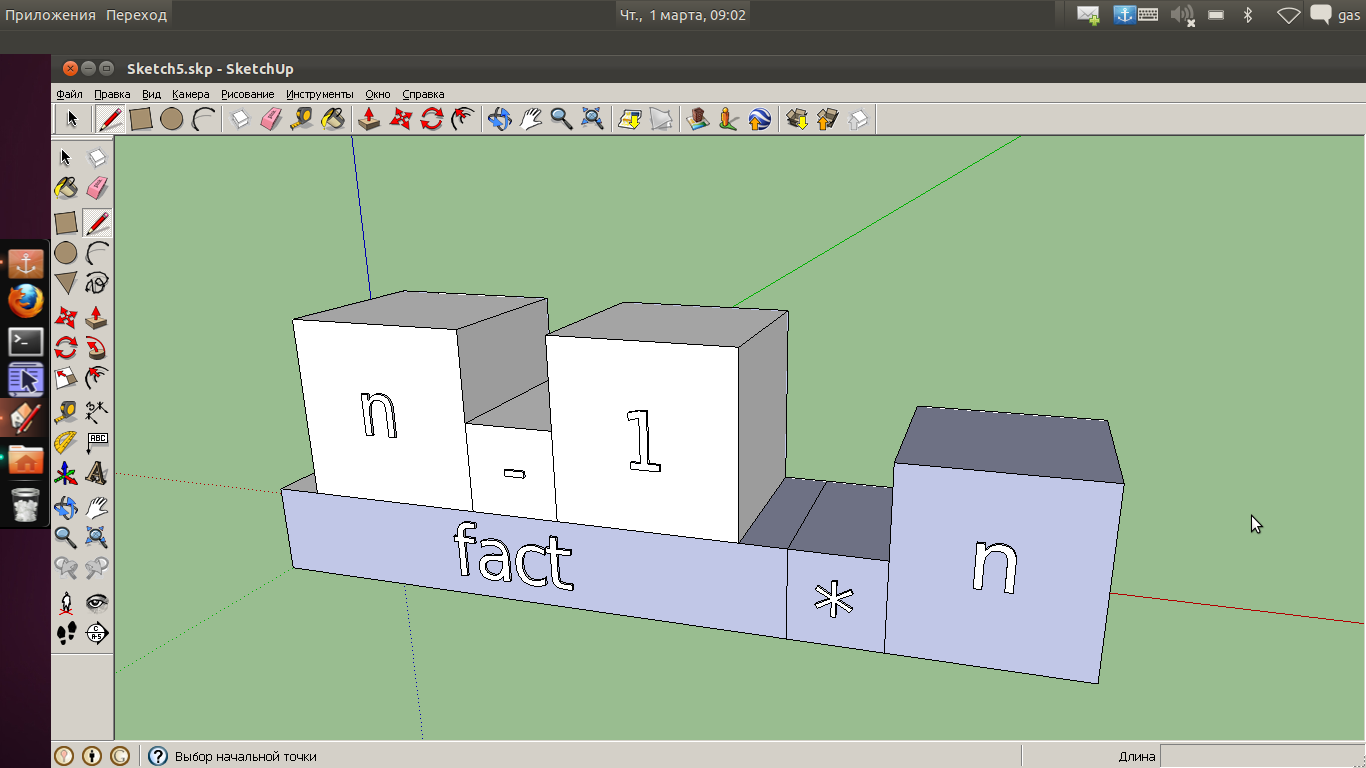 Приложения Переход
Чт., 1 марта, 09:02
gas
Sketch5.skp - SketchUp
Файл Правка Вид Камера Рисование Инструменты Окно Справка
ABC
n - 1
fact * n
Выбор начальной точки
Длина